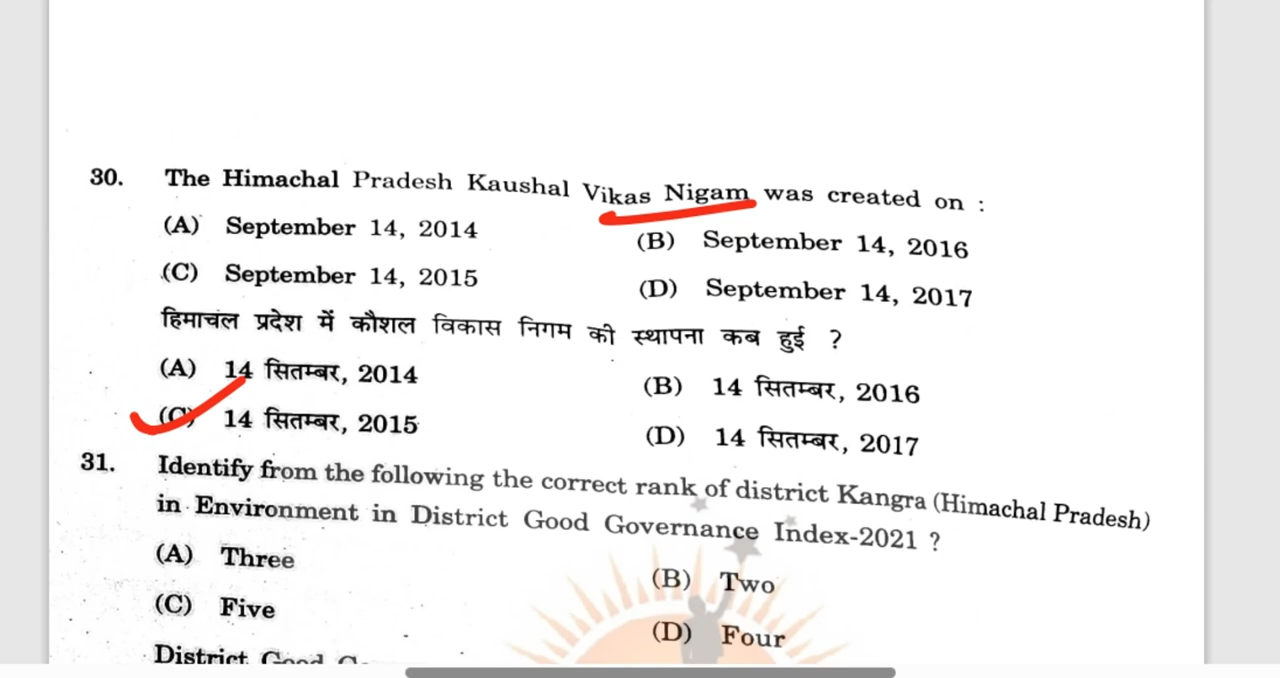 30. The Himachal Pradesh Kaushal Vikas Nigam was created on :
(A) September 14, 2014 (B) September 14, 2016
(C) September 14, 2015 (D) September 14, 2017
हिमाचल प्रदेश में कौशल विकास निगम की स्थापना कब हुई ?
(A) 14 सितम्बर, 2014 (B) 14 सितम्बर, 2016
(C) 14 सितम्बर, 2015 (D) 14 सितम्बर, 2017
31. Identify from the following the correct rank of district Kangra (Himachal Pradesh)
in Environment in District Good Governance Index-2021 ?
(A) Three (B) Two
(C) Five (D) Four
District Good